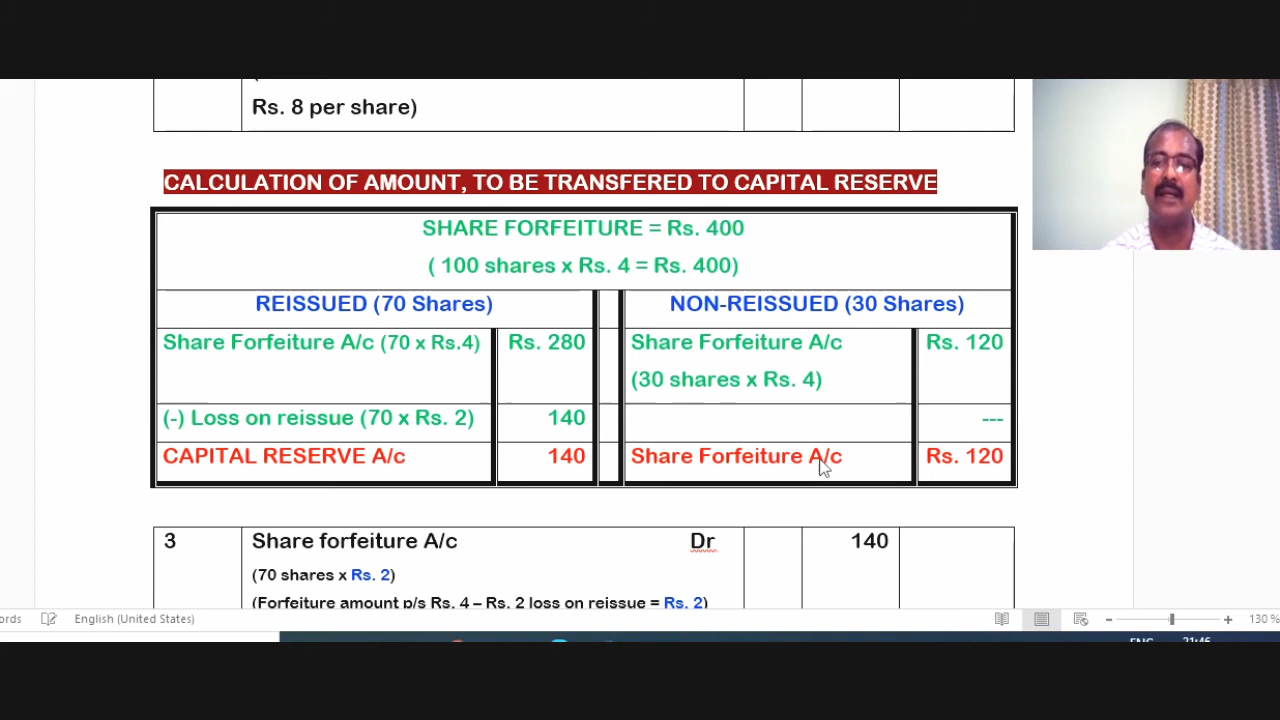 Rs. 8 per share)
CALCULATION OF AMOUNT, TO BE TRANSFERED TO CAPITAL RESERVE
SHARE FORFEITURE = Rs. 400
( 100 shares x Rs. 4 = Rs. 400)
REISSUED (70 Shares) NON-REISSUED (30 Shares)
Share Forfeiture A/c (70 x Rs.4) Rs. 280 Share Forfeiture A/c Rs. 120
(30 shares x Rs. 4)
(-) Loss on reissue (70 x Rs. 2) 140 ---
CAPITAL RESERVE A/c 140 Share Forfeiture A/c Rs. 120
3 Share forfeiture A/c Dr 140
(70 shares x Rs. 2)
(Forfeiture amount p/s Rs. 4 – Rs. 2 loss on reissue = Rs. 2)
English (United States) 130 %